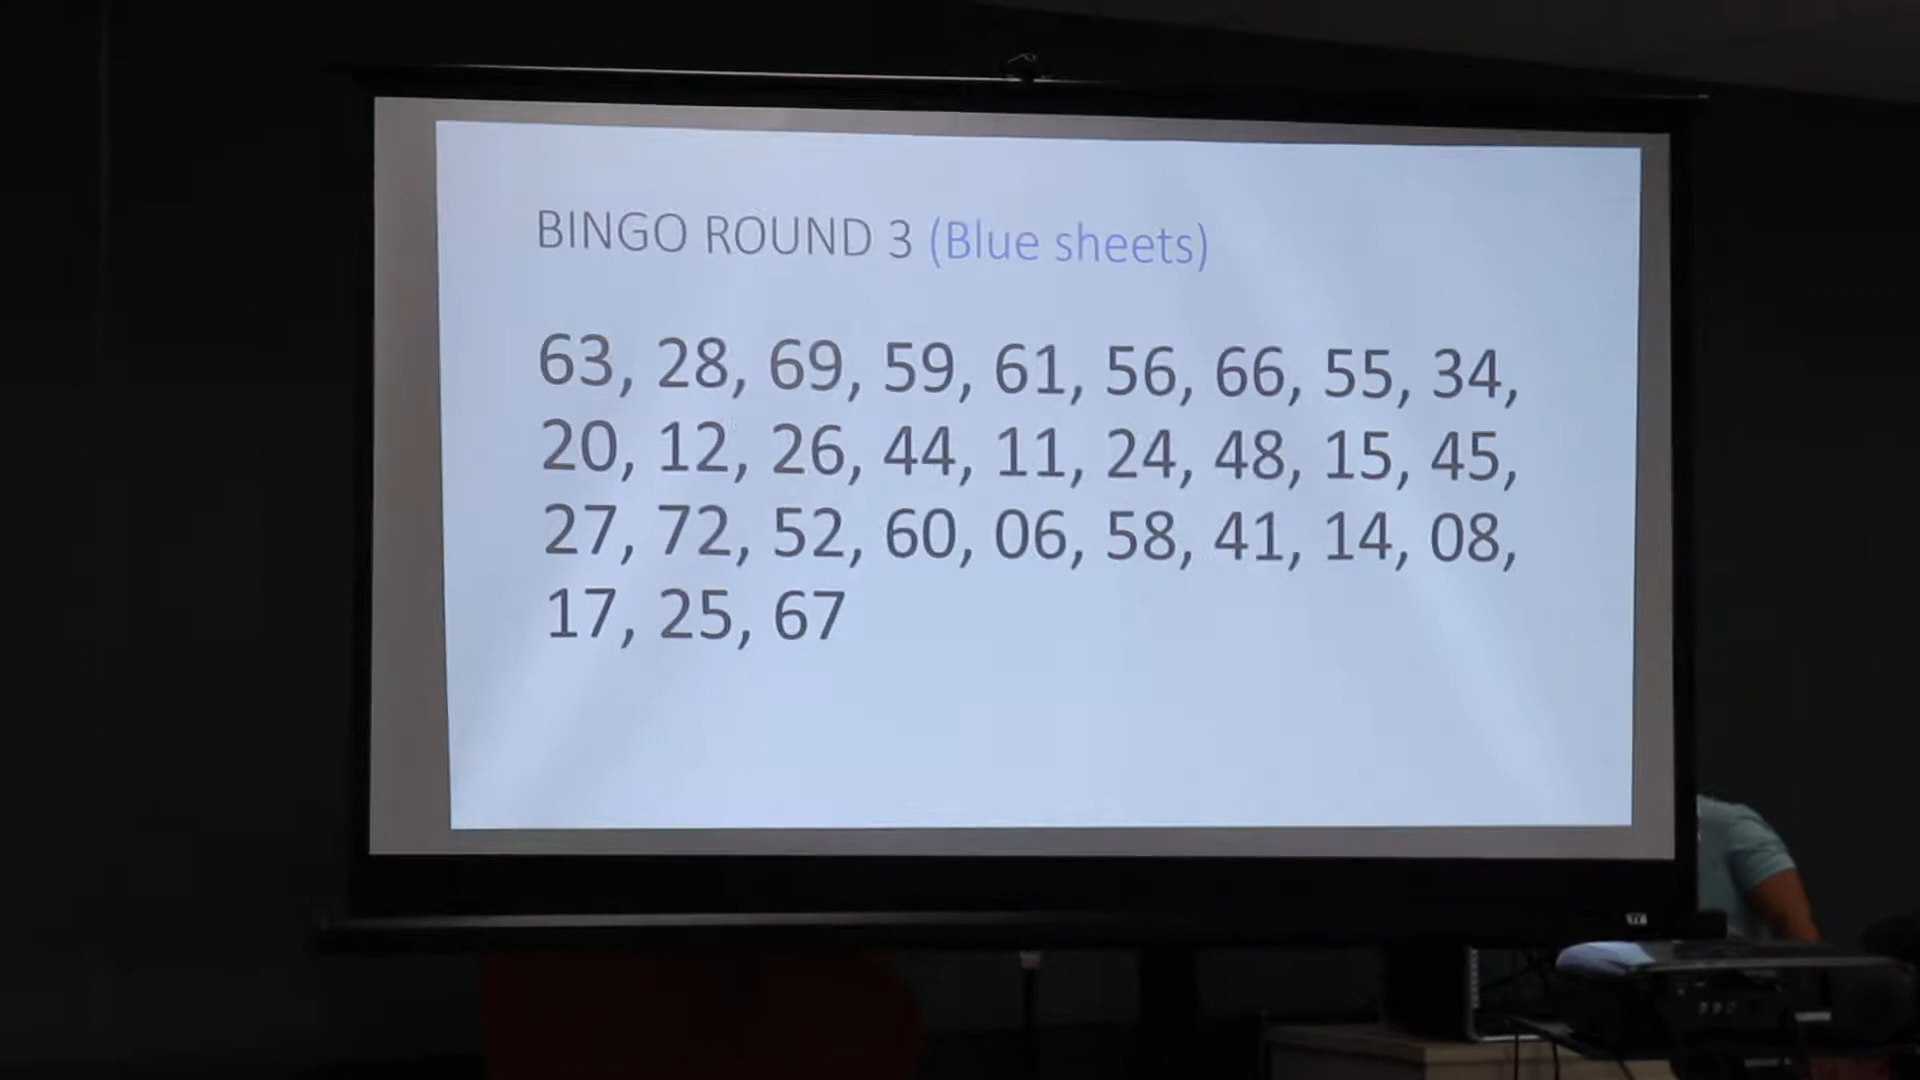 BINGO ROUND 3 (Blue sheets)
63, 28, 69, 59, 61, 56, 66, 55, 34,
20, 12, 26, 44, 11, 24, 48, 15, 45,
27, 72, 52, 60, 06, 58, 41, 14, 08,
17, 25, 67